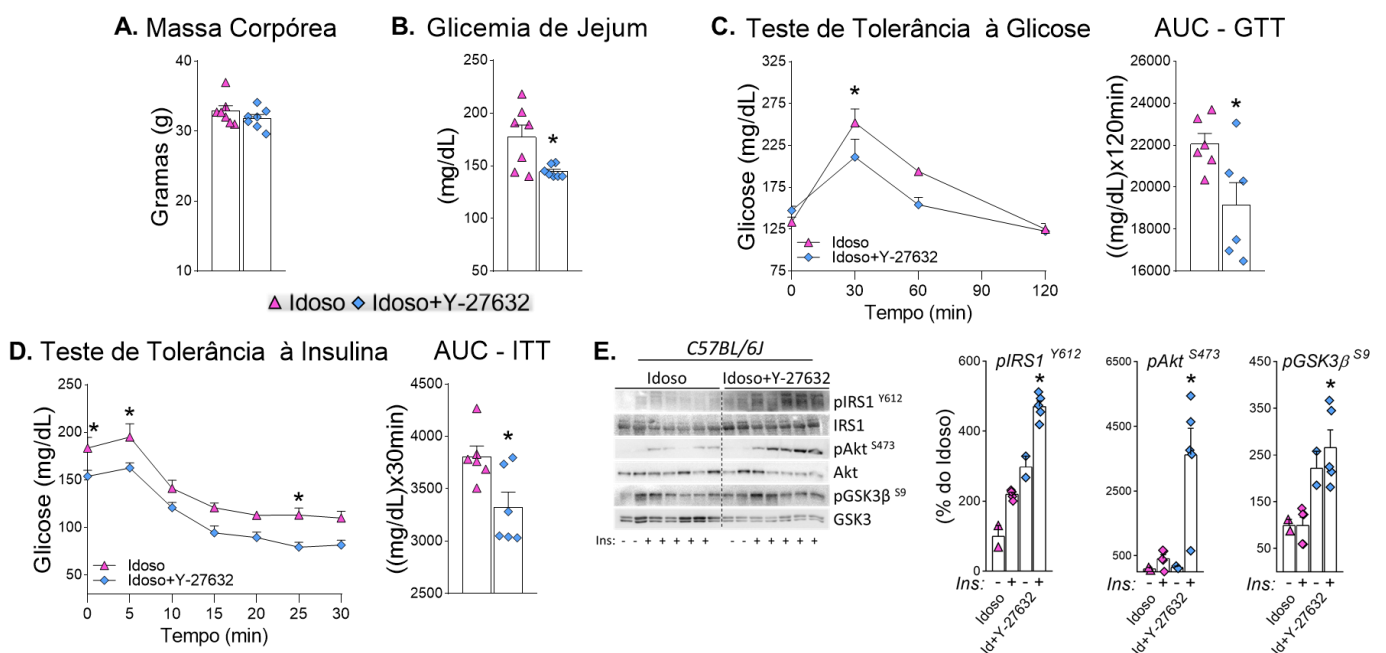 A. Massa Corpórea
Gramas (g)
40
30
20
10
B. Glicemia de Jejum
(mg/dL)
250
200
150
100
50
*
C. Teste de Tolerância à Glicose
Glicose (mg/dL)
325
275
225
175
125
75
*
Idoso
Idoso+Y-27632
0 30 60 90 120
Tempo (min)
AUC - GTT
((mg/dL)x120min
26000
24000
22000
20000
18000
16000
*
Idoso Idoso+Y-27632
D. Teste de Tolerância à Insulina
Glicose (mg/dL)
250
200
150
100
50
* * *
Idoso
Idoso+Y-27632
0 5 10 15 20 25 30
Tempo (min)
AUC - ITT
((mg/dL)x30min
4500
4000
3500
3000
2500
*
E.
C57BL/6J
Idoso Idoso+Y-27632
pIRS1 Y612
IRS1
pAkt S473
Akt
pGSK3β S9
GSK3
Ins: - - + + + + + - - + + + + +
pIRS1 Y612
(% do Idoso)
600
400
200
0
*
Ins: - + - +
Idoso
Id+Y-27632
pAkt S473
6500
4500
2500
500
*
Ins: - + - +
Idoso
Id+Y-27632
pGSK3β S9
450
350
250
150
50
*
Ins: - + - +
Idoso
Id+Y-27632